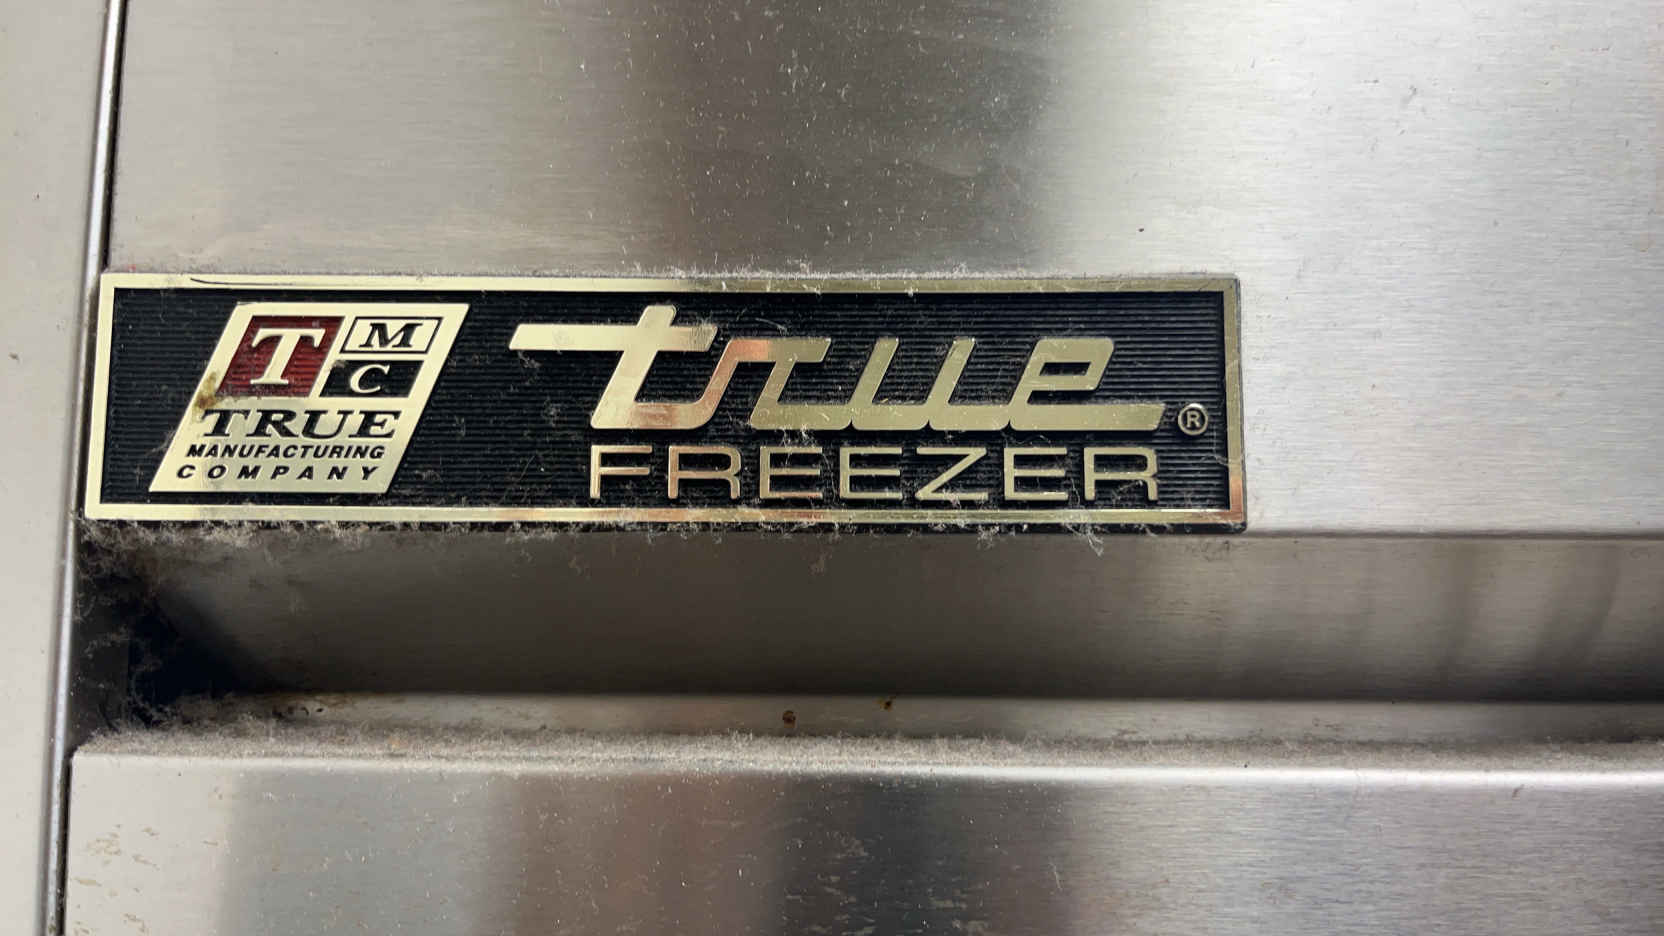 T M
C
TRUE
MANUFACTURING
COMPANY
true®
FREEZER